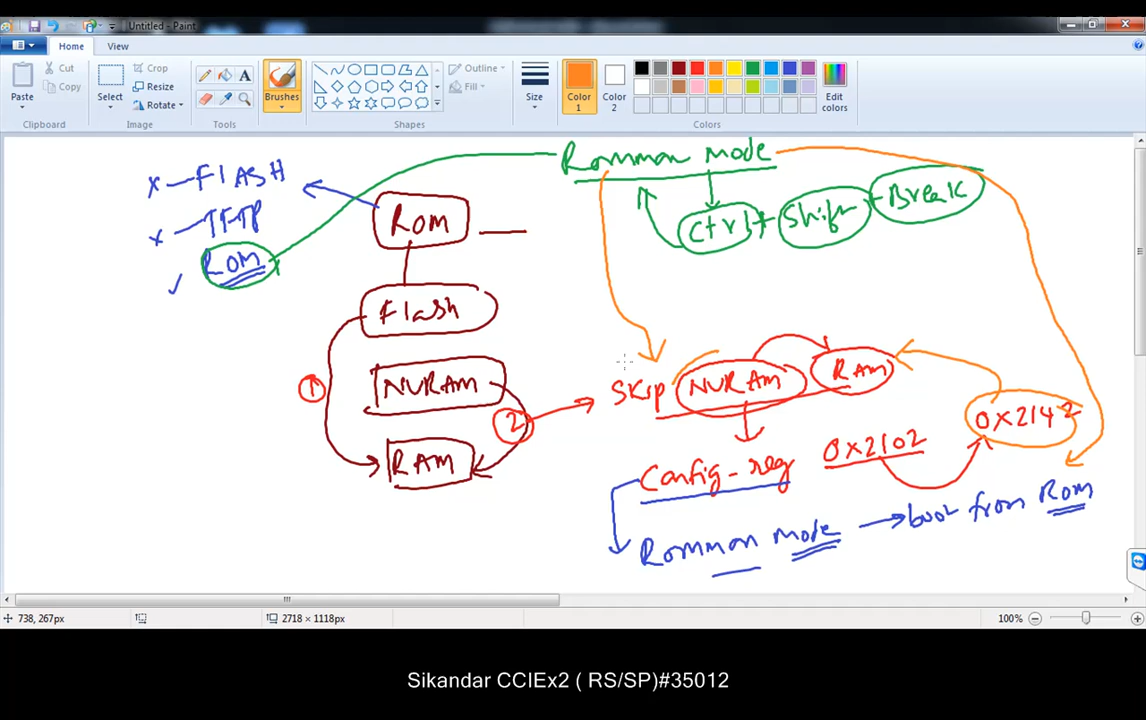 Untitled - Paint
Home View
Paste
Cut
Copy
Clipboard
Select
Crop
Resize
Rotate
Image
A
Tools
Brushes
Outline
Fill
Shapes
Size
Color 1
Color 2
Edit colors
Colors
Rommon mode
Ctrl + Shift + Break
x — FLASH
x — TFTP
ROM
Rom
Flash
NVRAM
RAM
1
2
Skip NVRAM RAM
0x2142
Config-reg 0x2102
Rommon mode → boot from Rom
738, 267px
2718 × 1118px
100%
Sikandar CCIEx2 ( RS/SP)#35012